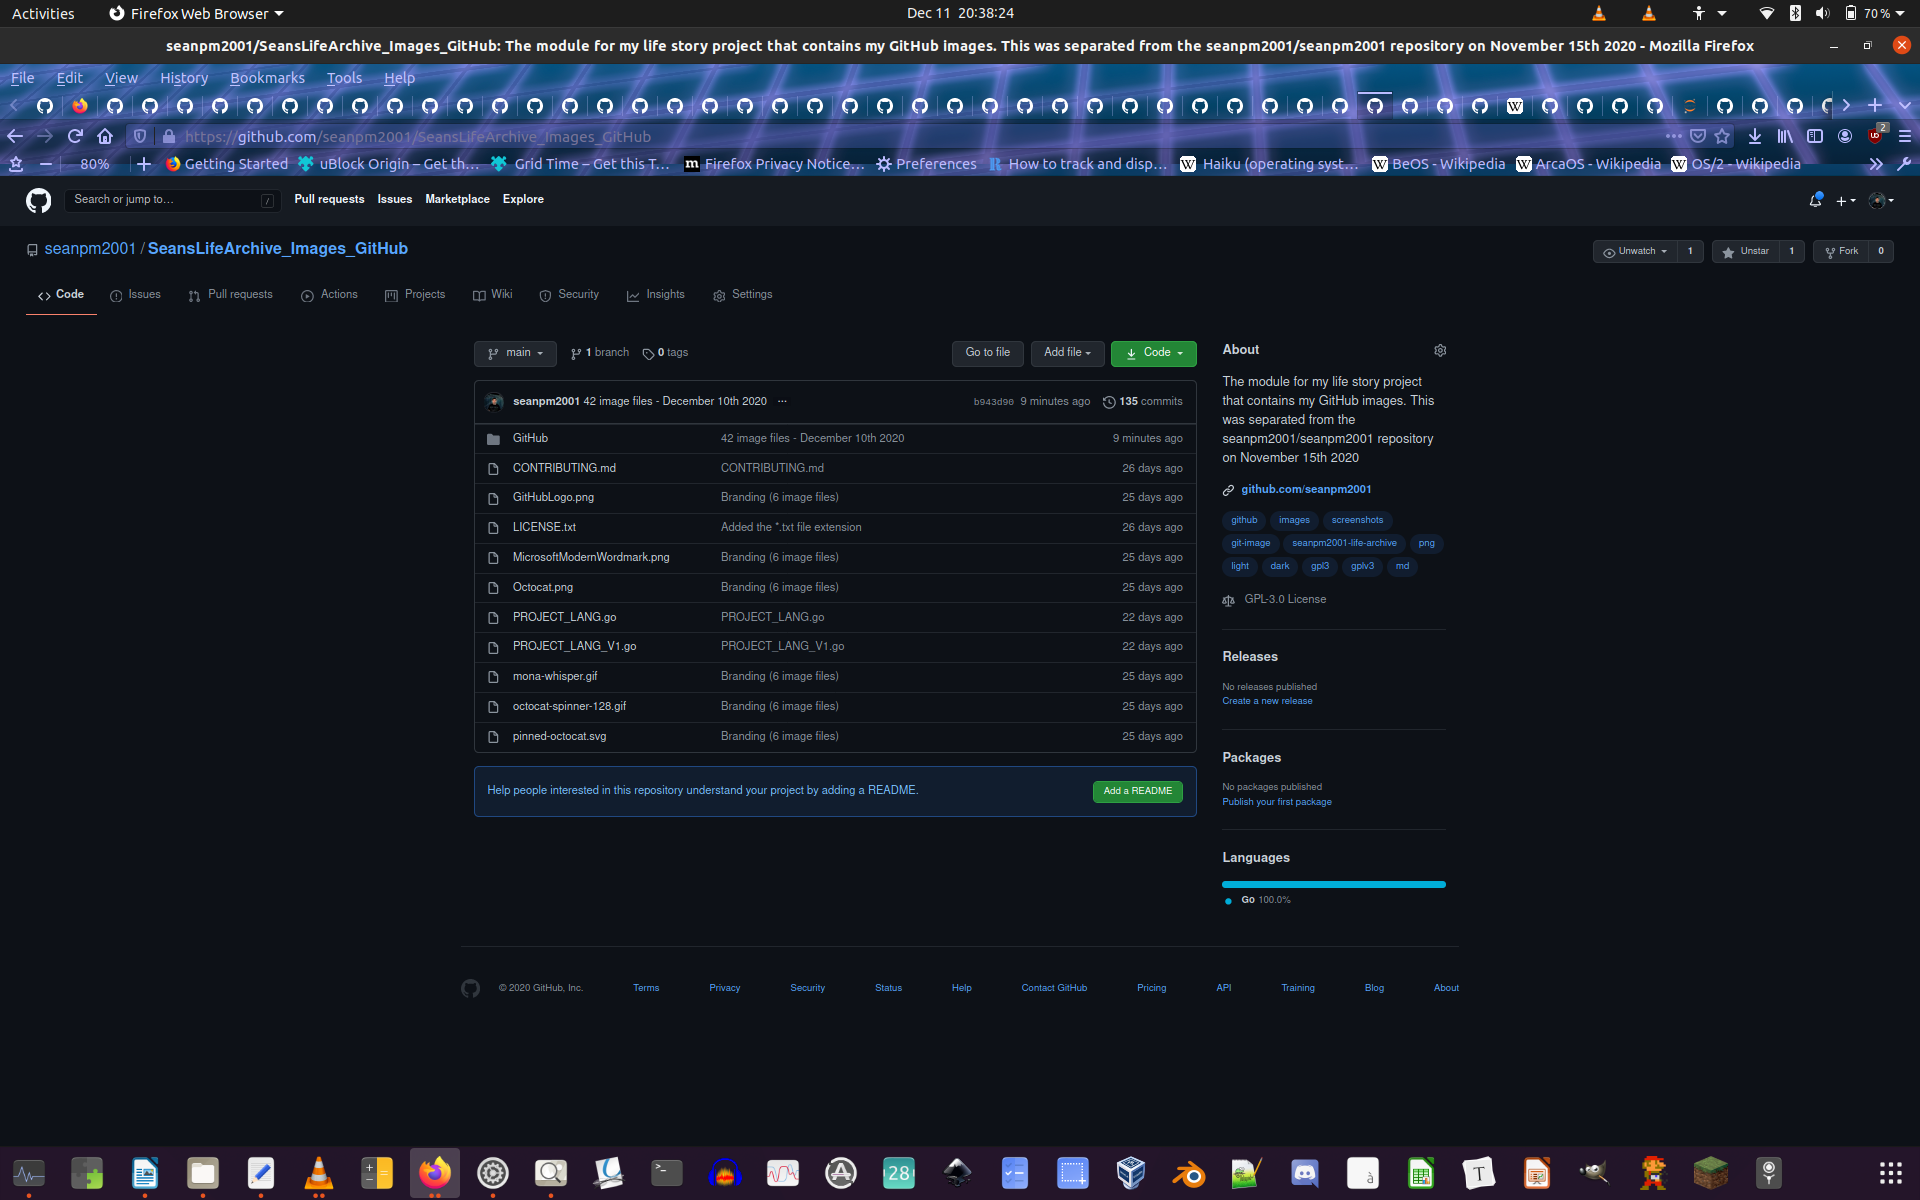 Activities Firefox Web Browser Dec 11 20:38:24 70 %
seanpm2001/SeansLifeArchive_Images_GitHub: The module for my life story project that contains my GitHub images. This was separated from the seanpm2001/seanpm2001 repository on November 15th 2020 - Mozilla Firefox
File Edit View History Bookmarks Tools Help
https://github.com/seanpm2001/SeansLifeArchive_Images_GitHub 2
80% Getting Started uBlock Origin – Get th… Grid Time – Get this T… Firefox Privacy Notice… Preferences How to track and disp… Haiku (operating syst… BeOS - Wikipedia ArcaOS - Wikipedia OS/2 - Wikipedia
Search or jump to… / Pull requests Issues Marketplace Explore
seanpm2001 / SeansLifeArchive_Images_GitHub Unwatch 1 Unstar 1 Fork 0
Code Issues Pull requests Actions Projects Wiki Security Insights Settings
main 1 branch 0 tags Go to file Add file Code
seanpm2001 42 image files - December 10th 2020 ... b943d90 9 minutes ago 135 commits
GitHub 42 image files - December 10th 2020 9 minutes ago
CONTRIBUTING.md CONTRIBUTING.md 26 days ago
GitHubLogo.png Branding (6 image files) 25 days ago
LICENSE.txt Added the *.txt file extension 26 days ago
MicrosoftModernWordmark.png Branding (6 image files) 25 days ago
Octocat.png Branding (6 image files) 25 days ago
PROJECT_LANG.go PROJECT_LANG.go 22 days ago
PROJECT_LANG_V1.go PROJECT_LANG_V1.go 22 days ago
mona-whisper.gif Branding (6 image files) 25 days ago
octocat-spinner-128.gif Branding (6 image files) 25 days ago
pinned-octocat.svg Branding (6 image files) 25 days ago
Help people interested in this repository understand your project by adding a README. Add a README
About
The module for my life story project
that contains my GitHub images. This
was separated from the
seanpm2001/seanpm2001 repository
on November 15th 2020
github.com/seanpm2001
github images screenshots
git-image seanpm2001-life-archive png
light dark gpl3 gplv3 md
GPL-3.0 License
Releases
No releases published
Create a new release
Packages
No packages published
Publish your first package
Languages
Go 100.0%
© 2020 GitHub, Inc. Terms Privacy Security Status Help Contact GitHub Pricing API Training Blog About
28